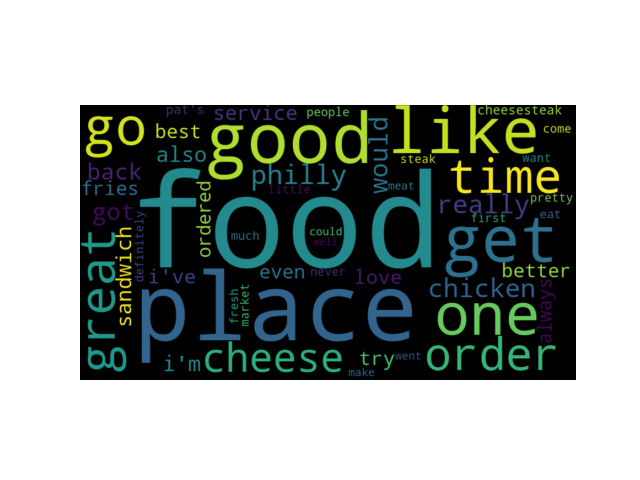 pat's service people cheesesteak
go best good like come
also would steak time want
back philly little meat
fries food really pretty
got ordered first eat
sandwich definitely much could well get
great i've even never love chicken better
place fresh market one always
i'm cheese try went order
make